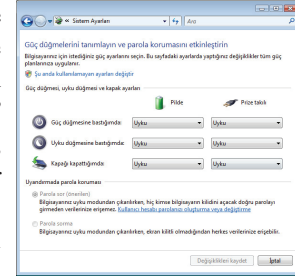 « Sistem Ayarları
Ara
Güç düğmelerini tanımlayın ve parola korumasını etkinleştirin
Bilgisayarınız için istediğiniz güç ayarlarını seçin. Bu sayfadaki ayarlarda yaptığınız değişiklikler tüm güç
planlarınıza uygulanır.
Şu anda kullanılamayan ayarları değiştir
Güç düğmesi, uyku düğmesi ve kapak ayarları
Pilde
Prize takılı
Güç düğmesine bastığımda:
Uyku
Uyku
Uyku düğmesine bastığımda:
Uyku
Uyku
Kapağı kapattığımda:
Uyku
Uyku
Uyandırmada parola koruması
Parola sor (önerilen)
Bilgisayarınız uyku modundan çıkarılırken, hiç kimse bilgisayarın kilidini açacak doğru parolayı
girmeden verilerinize erişemez. Kullanıcı hesabı parolanızı oluşturma veya değiştirme
Parola sorma
Bilgisayarınız uyku modundan çıkarılırken, ekran kilitli olmadığından herkes verilerinize erişebilir.
Değişiklikleri kaydet
İptal